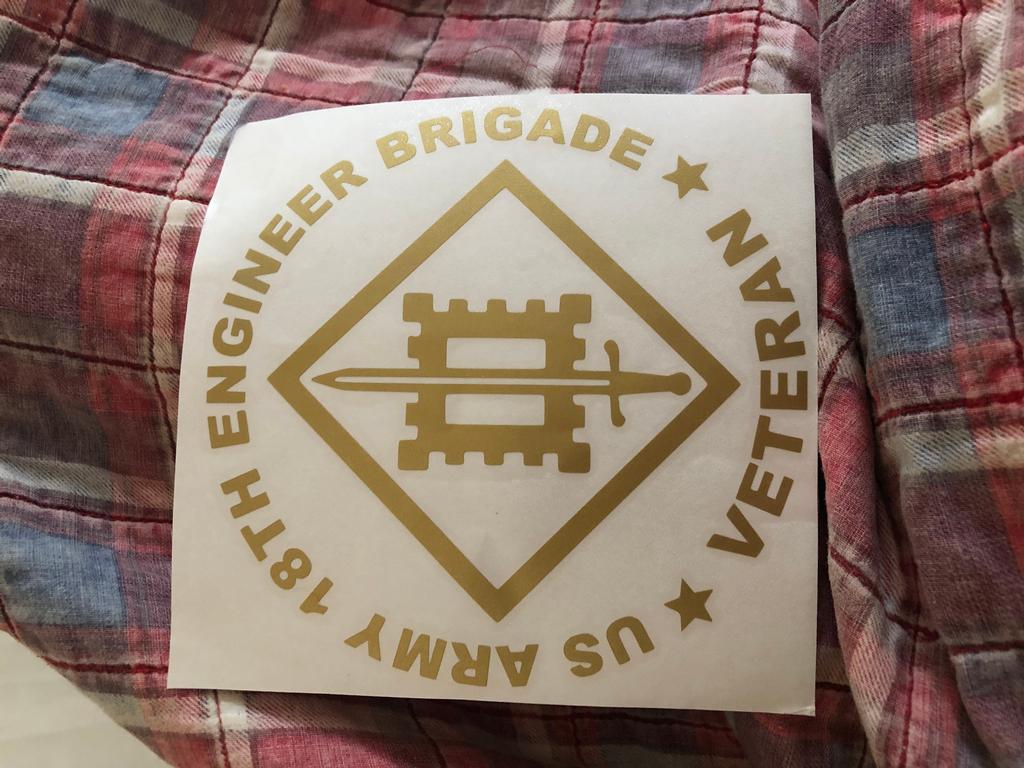 US ARMY 18TH ENGINEER BRIGADE
VETERAN